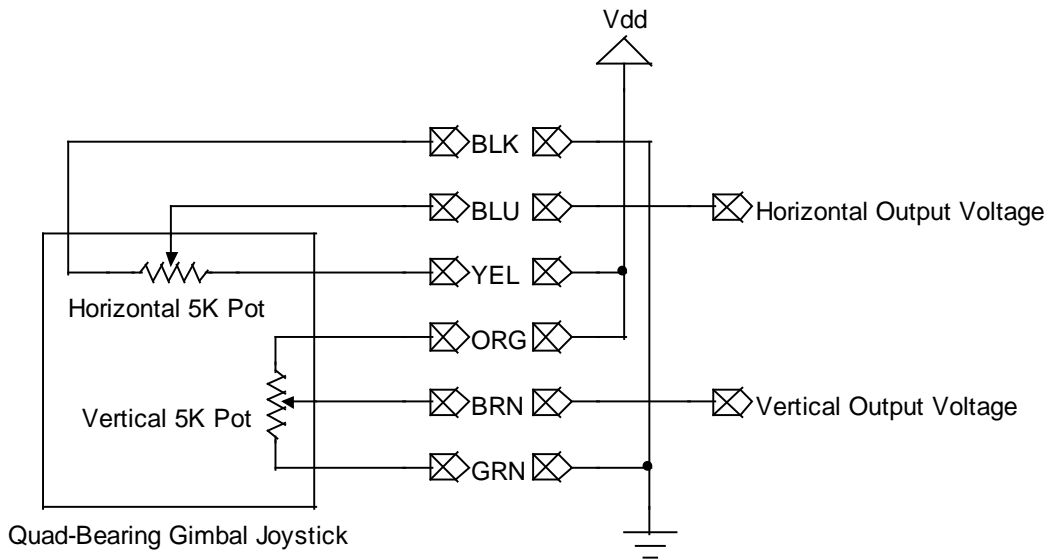 Vdd
BLK
BLU
Horizontal Output Voltage
YEL
Horizontal 5K Pot
ORG
BRN
Vertical Output Voltage
Vertical 5K Pot
GRN
Quad-Bearing Gimbal Joystick